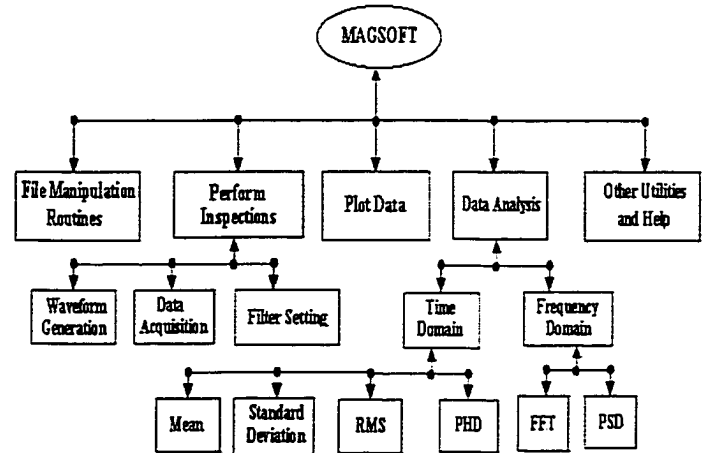 MAGSOFT
File Manipulation
Routines
Perform
Inspections
Plot Data
Data Analysis
Other Utilities
and Help
Waveform
Generation
Data
Acquisition
Filter Setting
Time
Domain
Frequency
Domain
Mean
Standard
Deviation
RMS
PHD
FFT
PSD